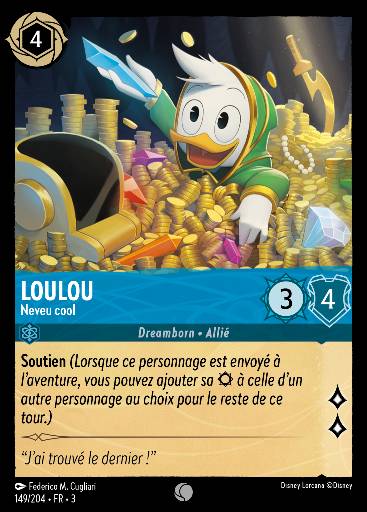 4
LOULOU
Neveu cool
3
4
Dreamborn • Allié
Soutien (Lorsque ce personnage est envoyé à
l'aventure, vous pouvez ajouter sa ¤ à celle d'un
autre personnage au choix pour le reste de ce
tour.)
“J'ai trouvé le dernier !”
Federico M. Cugliari
Disney Lorcana ©Disney
149/204 • FR • 3